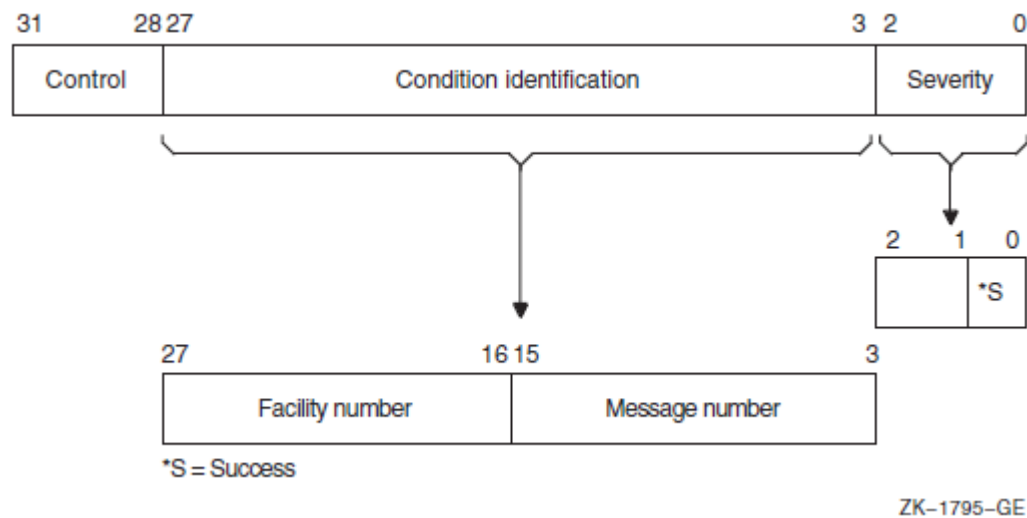 31 28 27 3 2 0
Control Condition identification Severity
2 1 0
*S
27 16 15 3
Facility number Message number
*S = Success
ZK–1795–GE